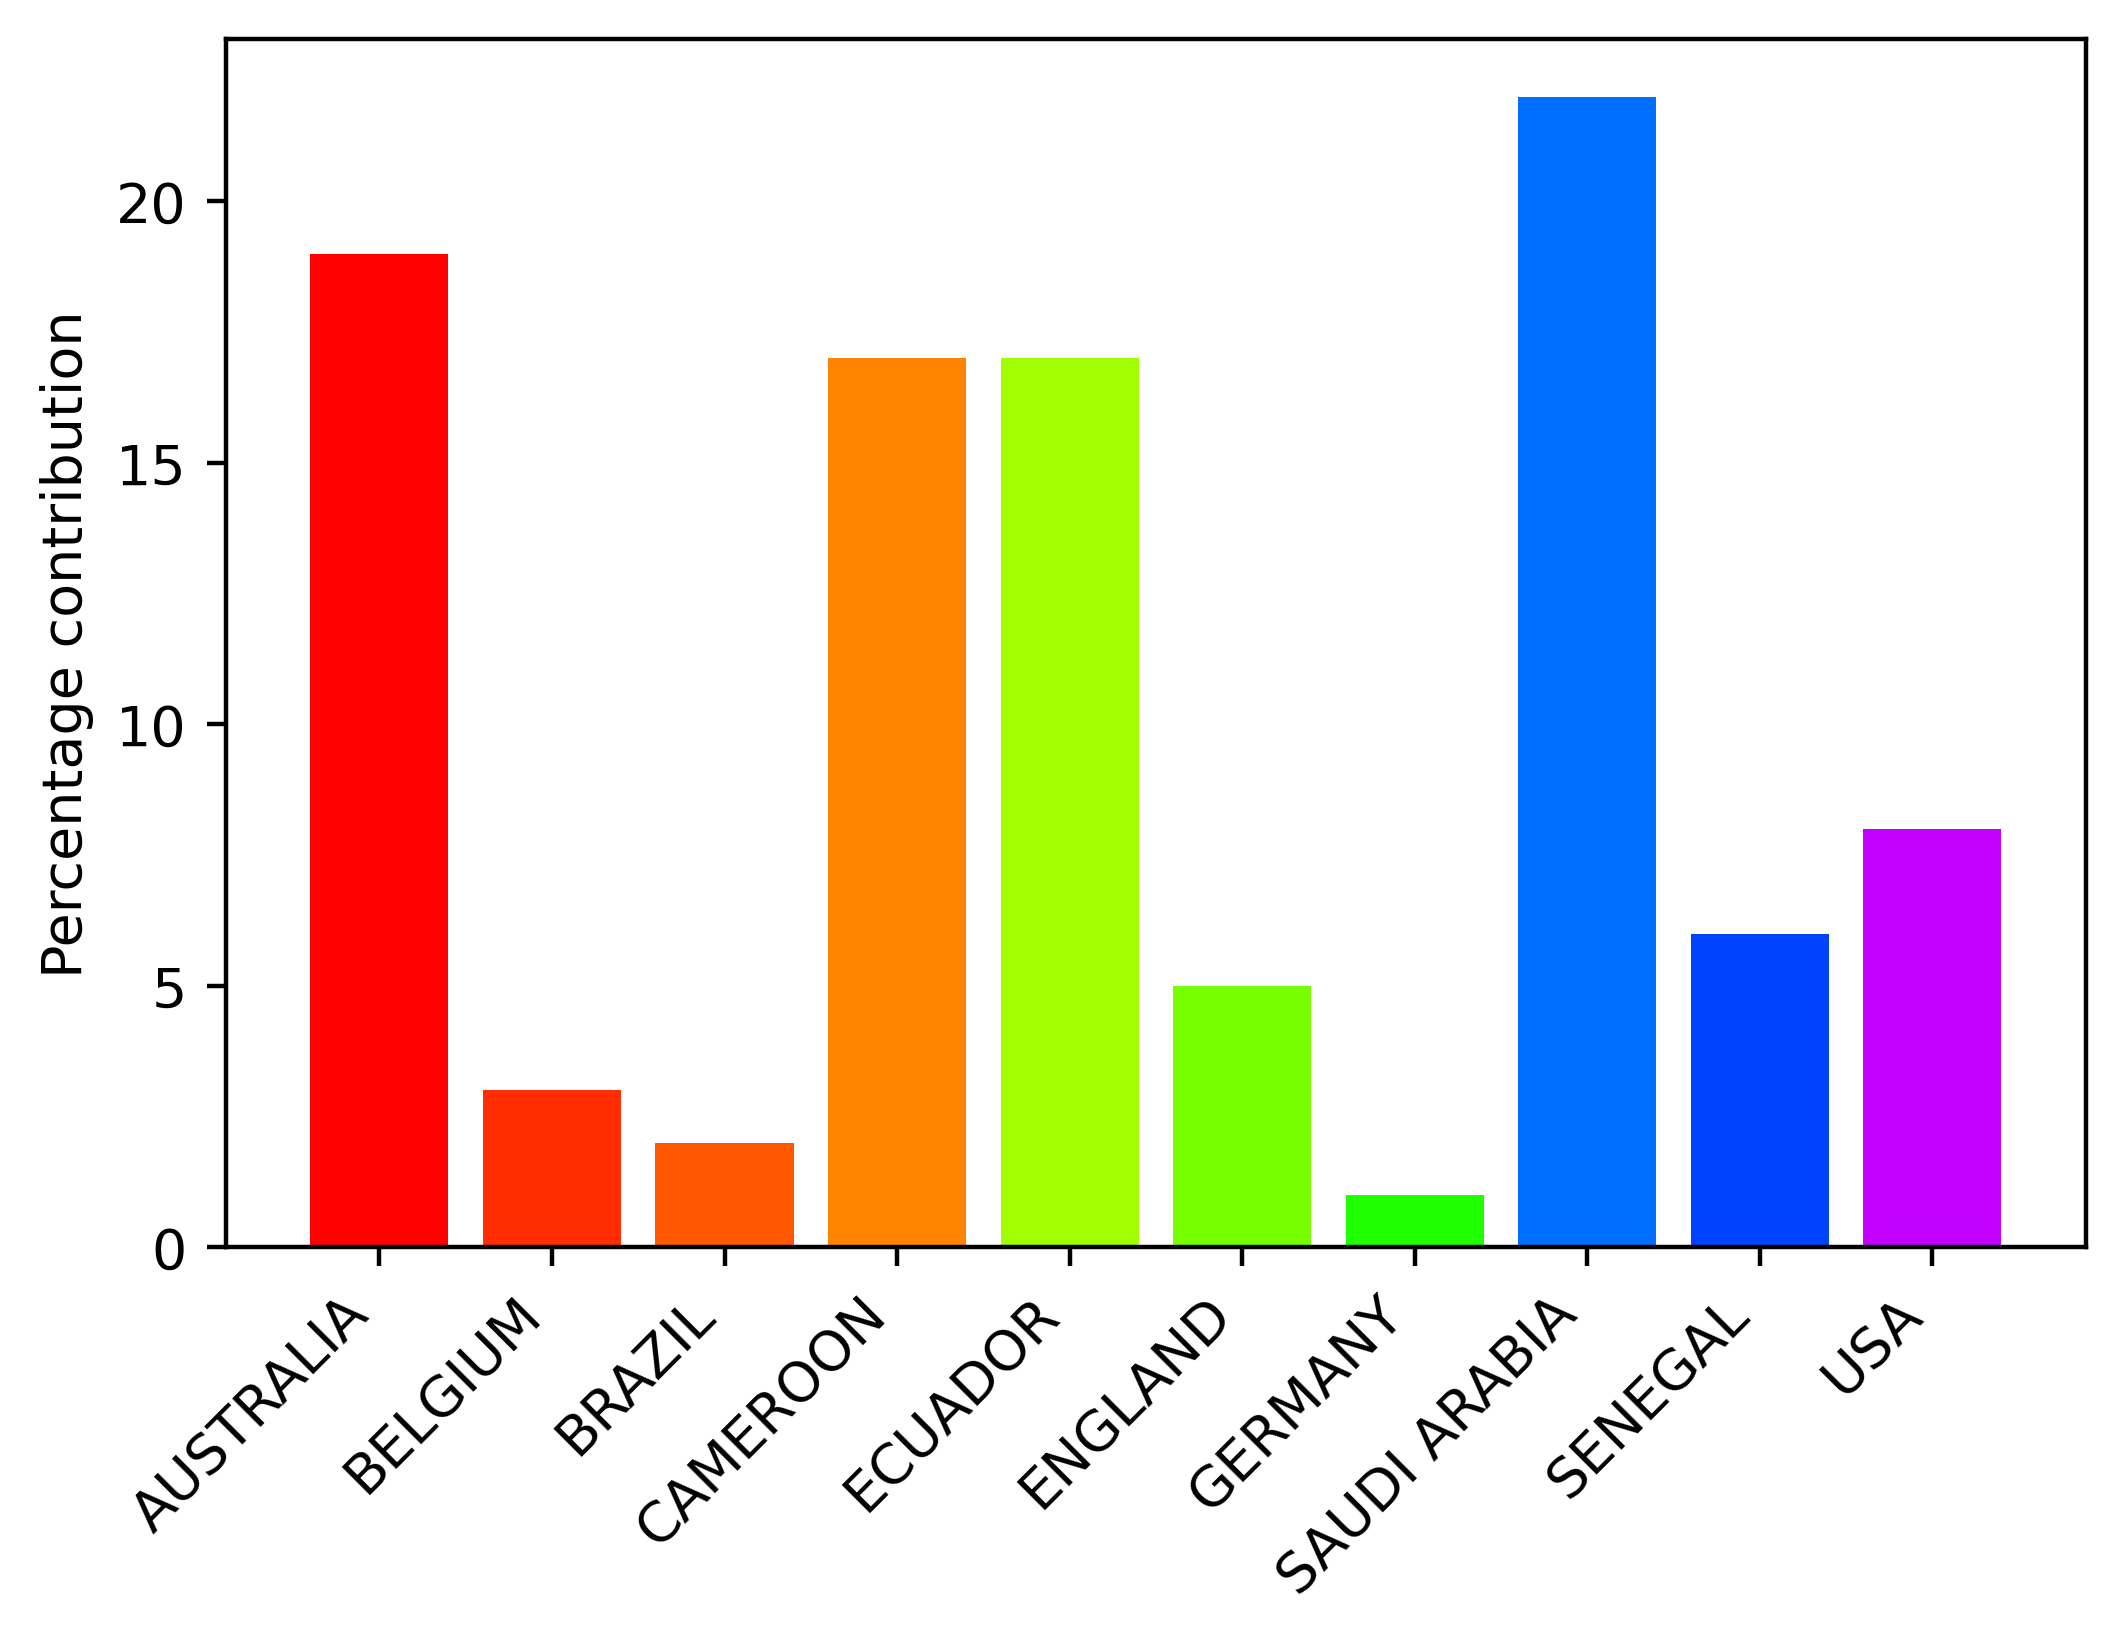 Percentage contribution
20
15
10
5
0
AUSTRALIA
BELGIUM
BRAZIL
CAMEROON
ECUADOR
ENGLAND
GERMANY
SAUDI ARABIA
SENEGAL
USA